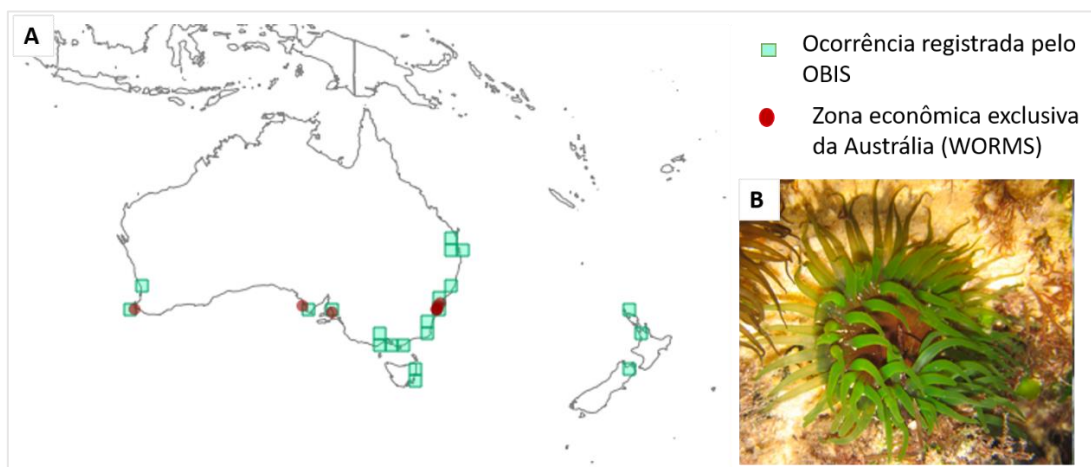 A
Ocorrência registrada pelo
OBIS
Zona econômica exclusiva
da Austrália (WORMS)
B